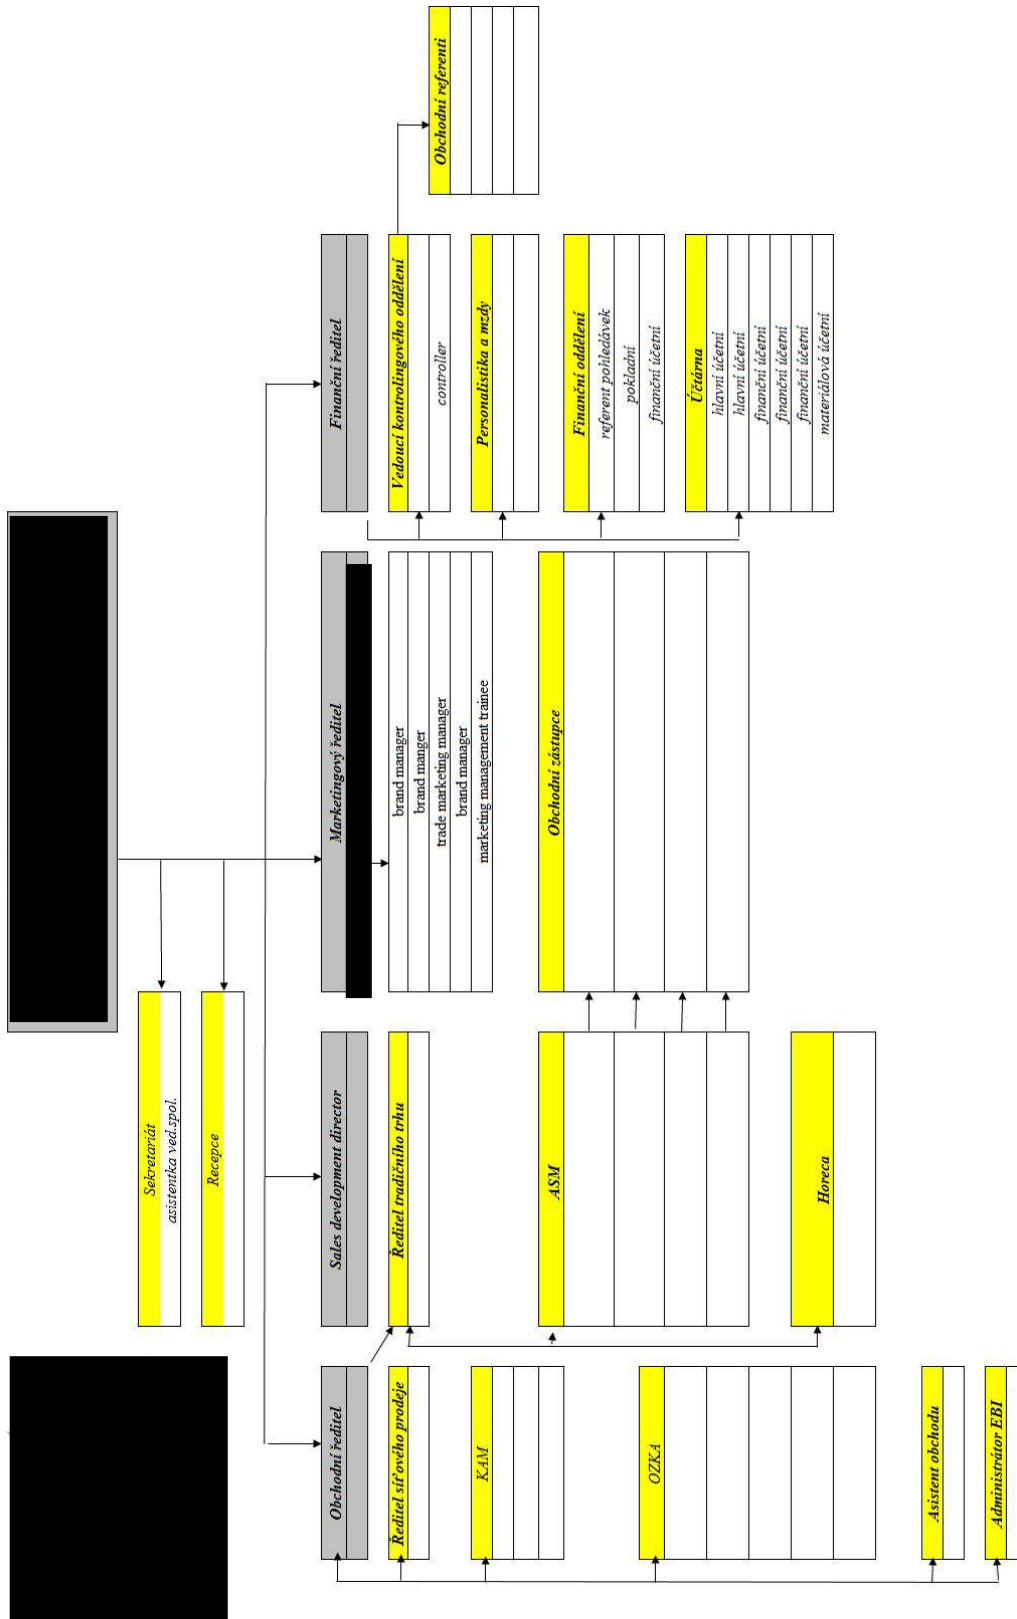 Sekretariát
asistentka ved.spol.
Recepce
Obchodní ředitel
Sales development director
Marketingový ředitel
Finanční ředitel
Ředitel síťového prodeje
KAM
OZKA
Asistent obchodu
Administrátor EBI
Ředitel tradičního trhu
ASM
Horeca
brand manager
brand manger
trade marketing manager
brand manager
marketing management trainee
Obchodní zástupce
Vedoucí kontrolingového oddělení
controller
Personalistika a mzdy
Finanční oddělení
referent pohledávek
pokladní
finanční účetní
Účtárna
hlavní účetní
hlavní účetní
finanční účetní
finanční účetní
finanční účetní
materiálová účetní
Obchodní referenti